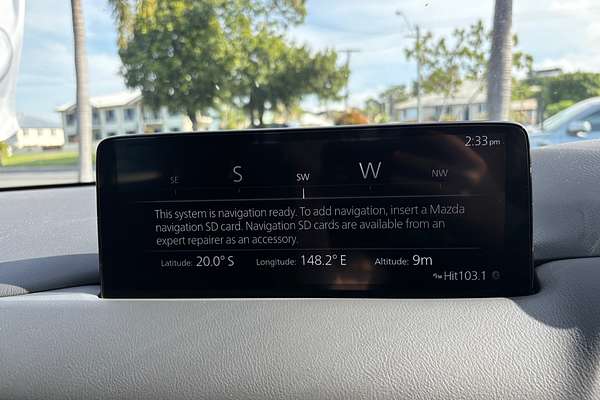 2:33pm
SE S SW W NW
This system is navigation ready. To add navigation, insert a Mazda
navigation SD card. Navigation SD cards are available from an
expert repairer as an accessory.
Latitude: 20.0° S Longitude: 148.2° E Altitude: 9m
Hit103.1